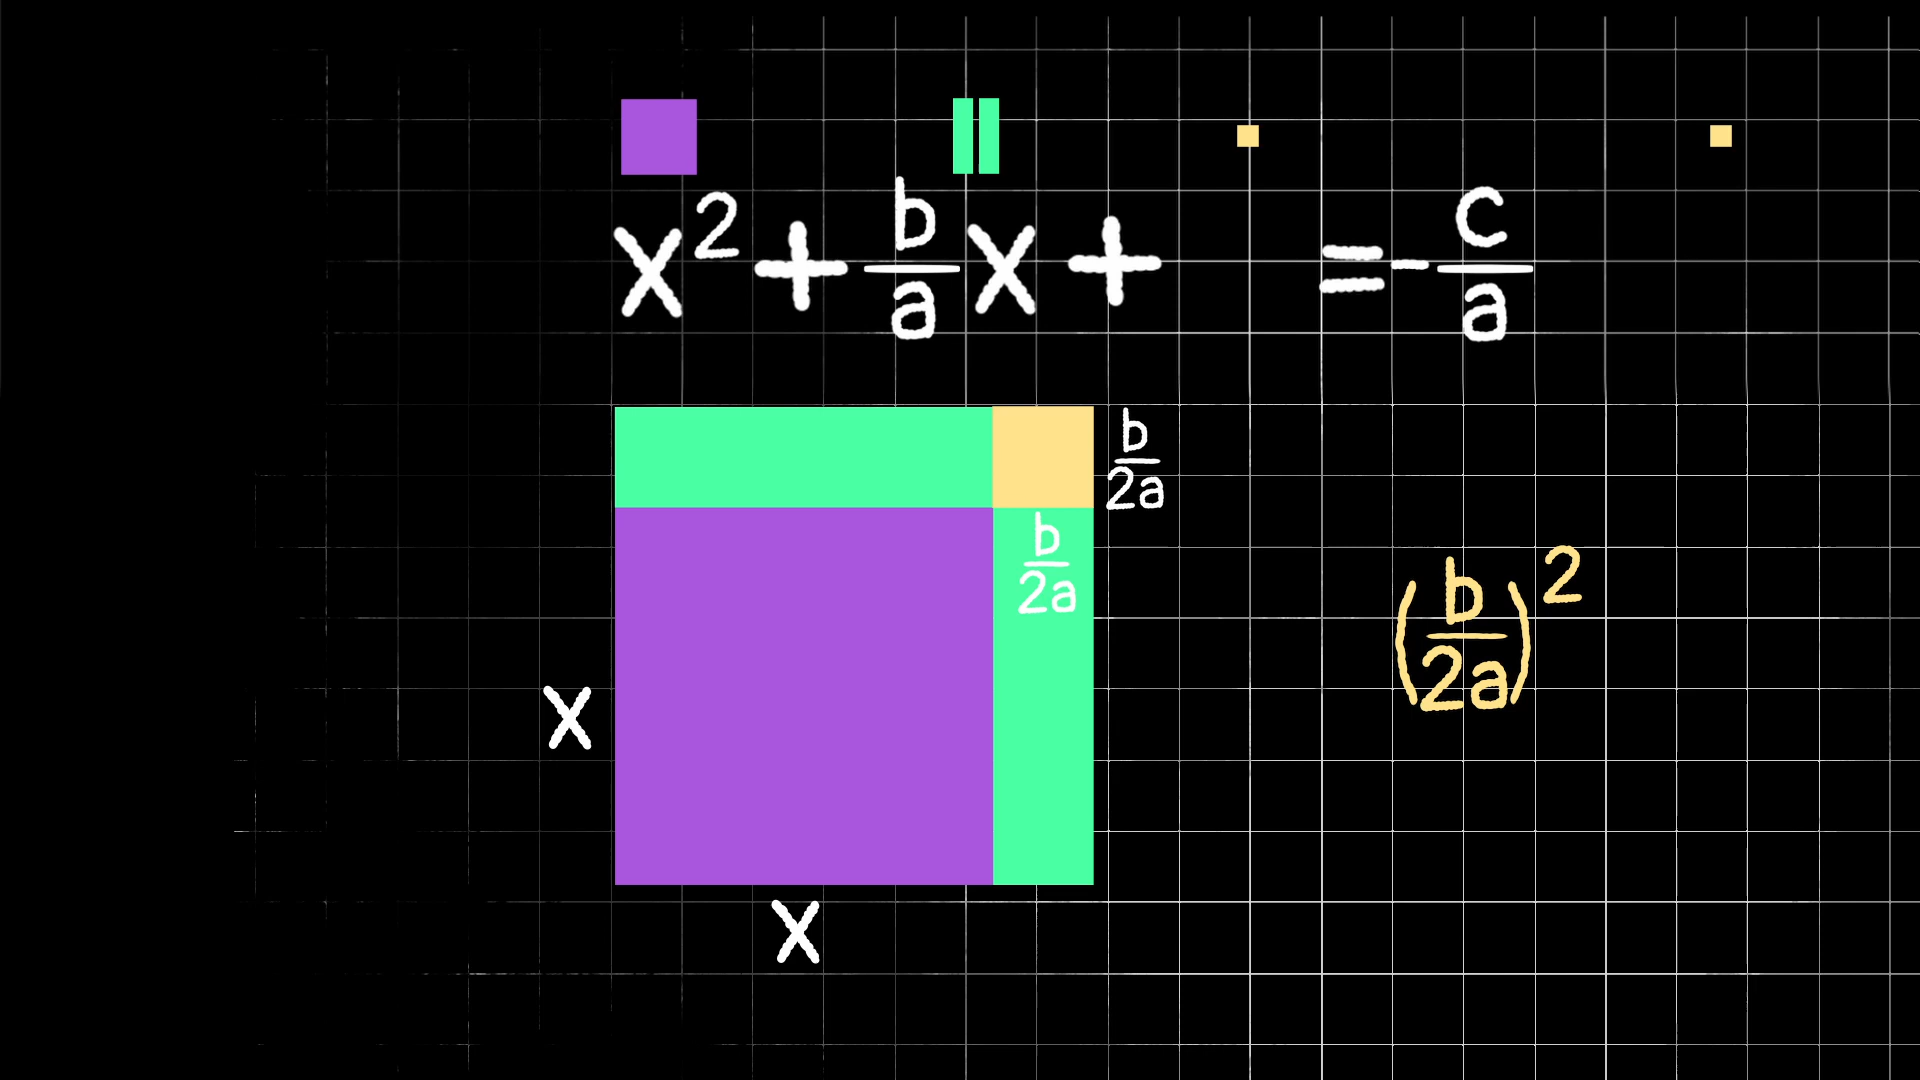 x² + b/a x + = - c/a
b/2a
b/2a
(b/2a)²
x
x